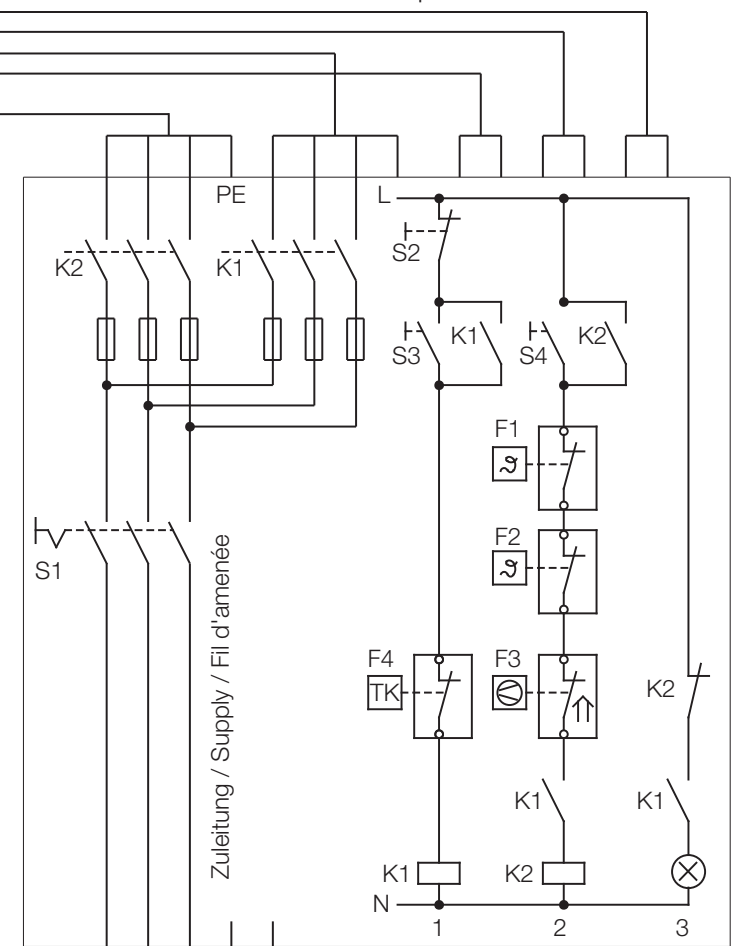 PE
L
S2
K2
K1
S3
K1
S4
K2
F1
ϑ
F2
ϑ
S1
Zuleitung / Supply / Fil d'amenée
F4
TK
F3
K2
K1
K1
K1
K2
N
1
2
3